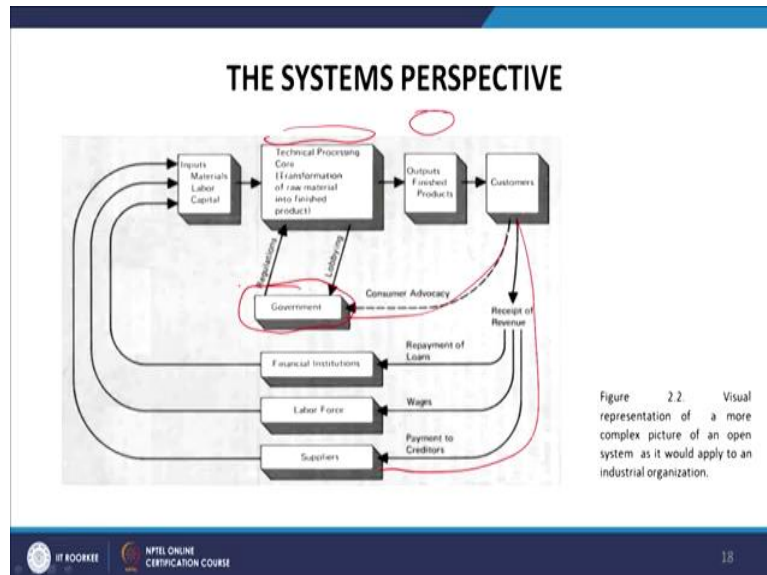 THE SYSTEMS PERSPECTIVE
Inputs
Materials
Labor
Capital
Technical Processing
Core
(Transformation
of raw material
into finished
product)
Outputs
Finished
Products
Customers
Regulations
Lobbying
Government
Consumer Advocacy
Receipt of
Revenue
Financial Institutions
Repayment of
Loans
Labor Force
Wages
Suppliers
Payment to
Creditors
Figure 2.2. Visual
representation of a more
complex picture of an open
system as it would apply to an
industrial organization.
IIT ROORKEE
NPTEL ONLINE
CERTIFICATION COURSE
18